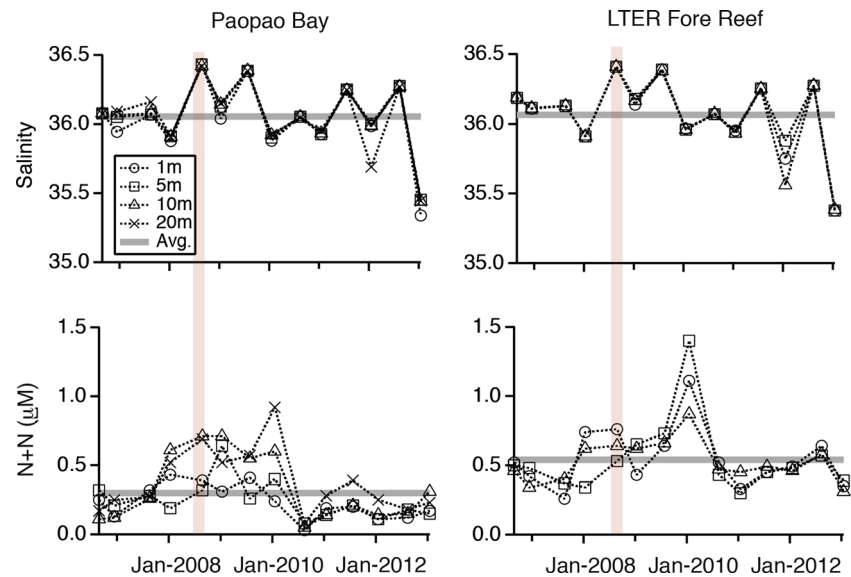 Paopao Bay
LTER Fore Reef
Salinity
36.5
36.0
35.5
35.0
1m
5m
10m
20m
Avg.
36.5
36.0
35.5
35.0
N+N (µM)
1.5
1.0
0.5
0.0
Jan-2008 Jan-2010 Jan-2012
1.5
1.0
0.5
0.0
Jan-2008 Jan-2010 Jan-2012